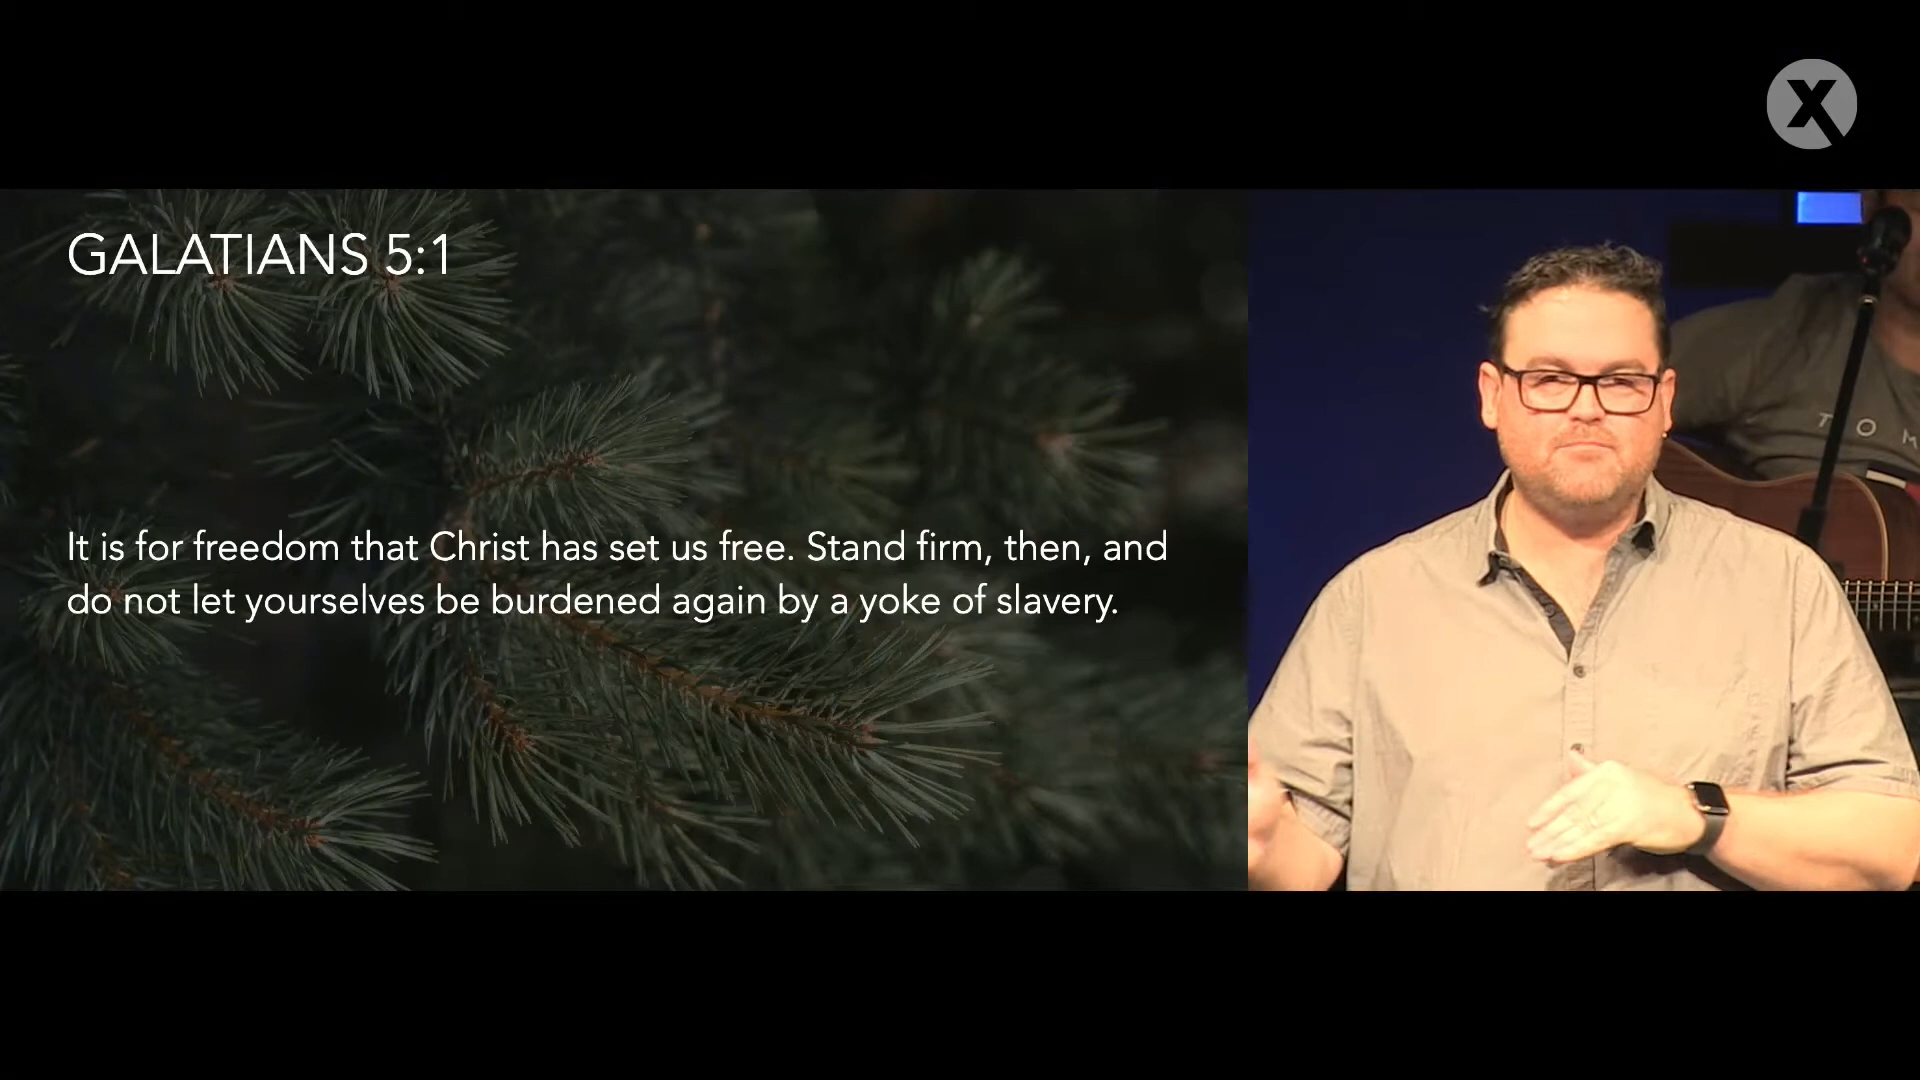 X
GALATIANS 5:1
It is for freedom that Christ has set us free. Stand firm, then, and
do not let yourselves be burdened again by a yoke of slavery.
TOM